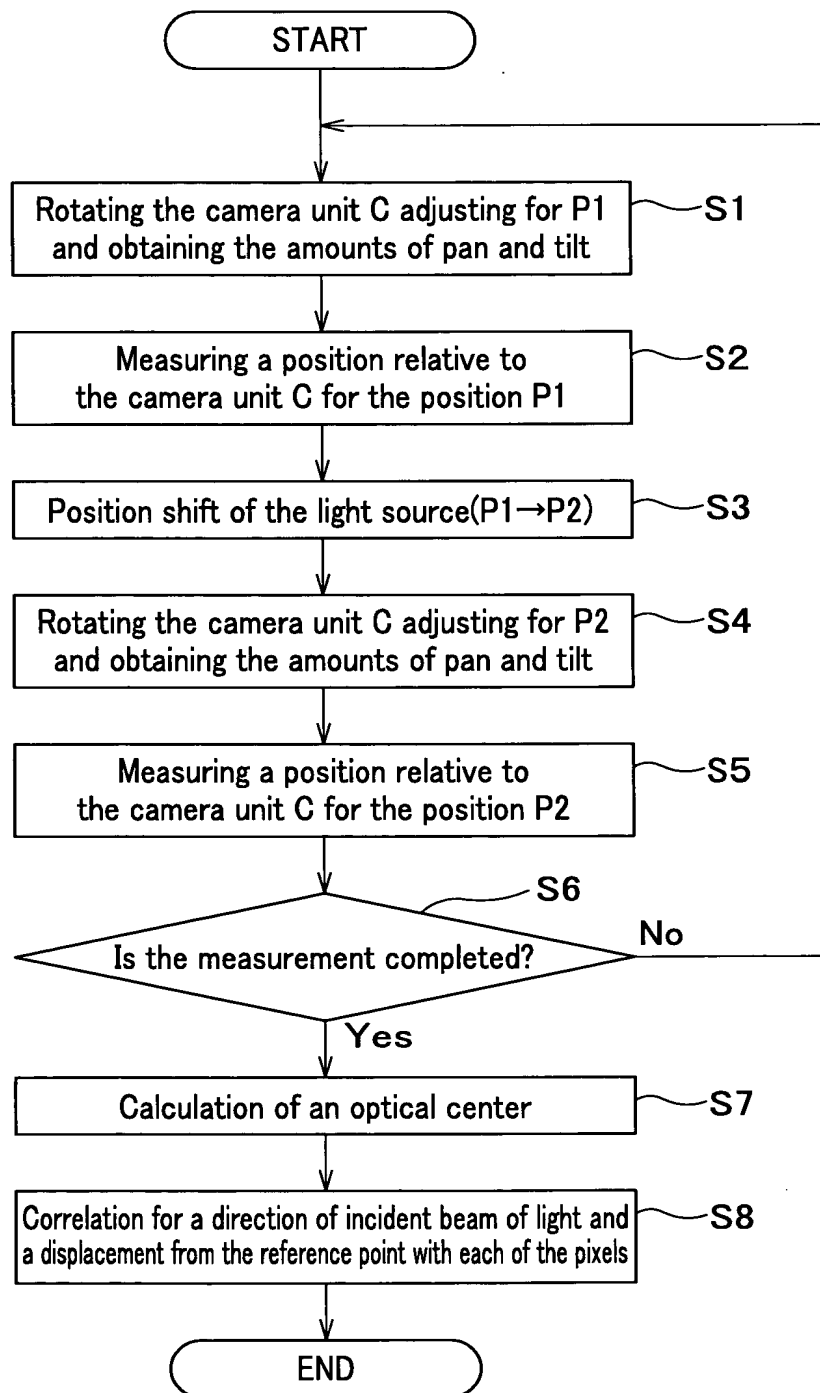 START
Rotating the camera unit C adjusting for P1
and obtaining the amounts of pan and tilt
S1
Measuring a position relative to
the camera unit C for the position P1
S2
Position shift of the light source(P1→P2)
S3
Rotating the camera unit C adjusting for P2
and obtaining the amounts of pan and tilt
S4
Measuring a position relative to
the camera unit C for the position P2
S5
S6
Is the measurement completed?
No
Yes
Calculation of an optical center
S7
Correlation for a direction of incident beam of light and
a displacement from the reference point with each of the pixels
S8
END